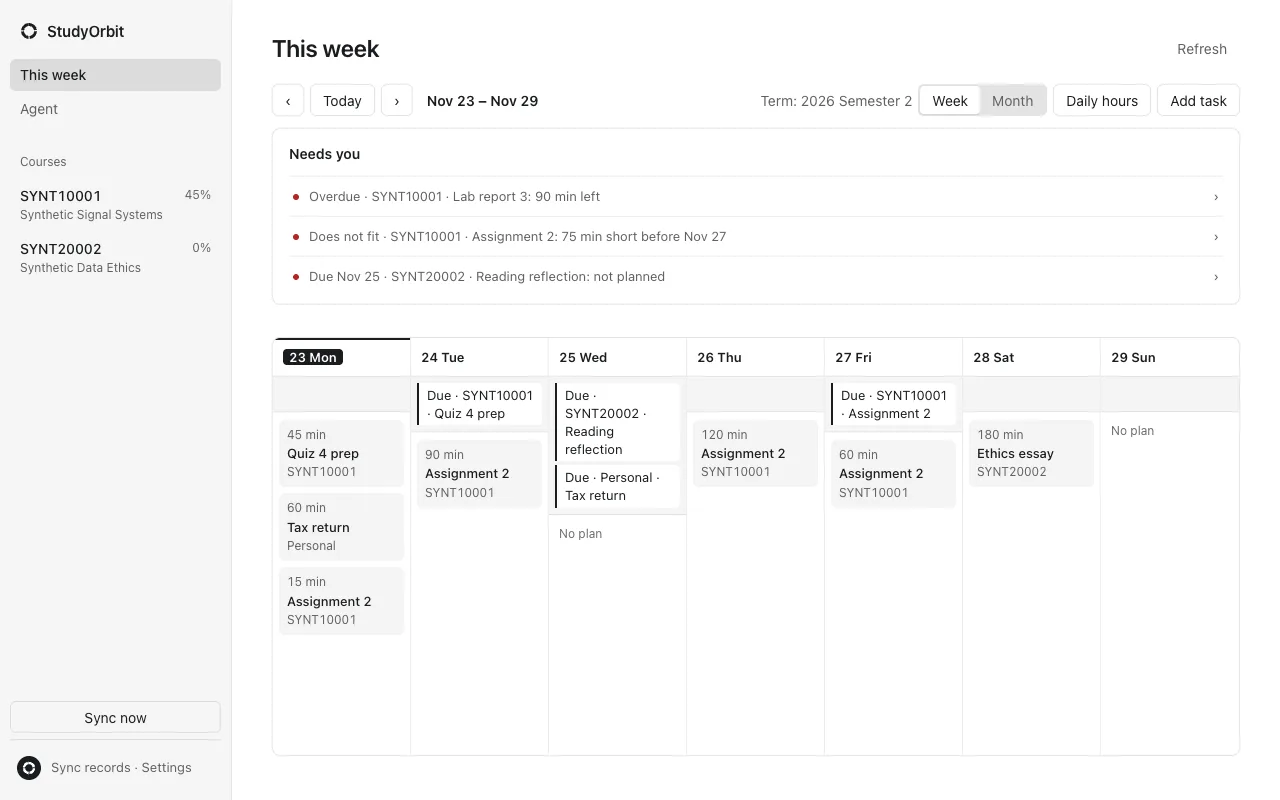 StudyOrbit
This week
Agent
Courses
SYNT10001 45%
Synthetic Signal Systems
SYNT20002 0%
Synthetic Data Ethics
Sync now
Sync records · Settings
This week
Refresh
‹ Today › Nov 23 – Nov 29
Term: 2026 Semester 2 Week Month Daily hours Add task
Needs you
Overdue · SYNT10001 · Lab report 3: 90 min left ›
Does not fit · SYNT10001 · Assignment 2: 75 min short before Nov 27 ›
Due Nov 25 · SYNT20002 · Reading reflection: not planned ›
23 Mon
45 min
Quiz 4 prep
SYNT10001
60 min
Tax return
Personal
15 min
Assignment 2
SYNT10001
24 Tue
Due · SYNT10001
· Quiz 4 prep
90 min
Assignment 2
SYNT10001
25 Wed
Due ·
SYNT20002 ·
Reading
reflection
Due · Personal ·
Tax return
No plan
26 Thu
120 min
Assignment 2
SYNT10001
27 Fri
Due · SYNT10001
· Assignment 2
60 min
Assignment 2
SYNT10001
28 Sat
180 min
Ethics essay
SYNT20002
29 Sun
No plan